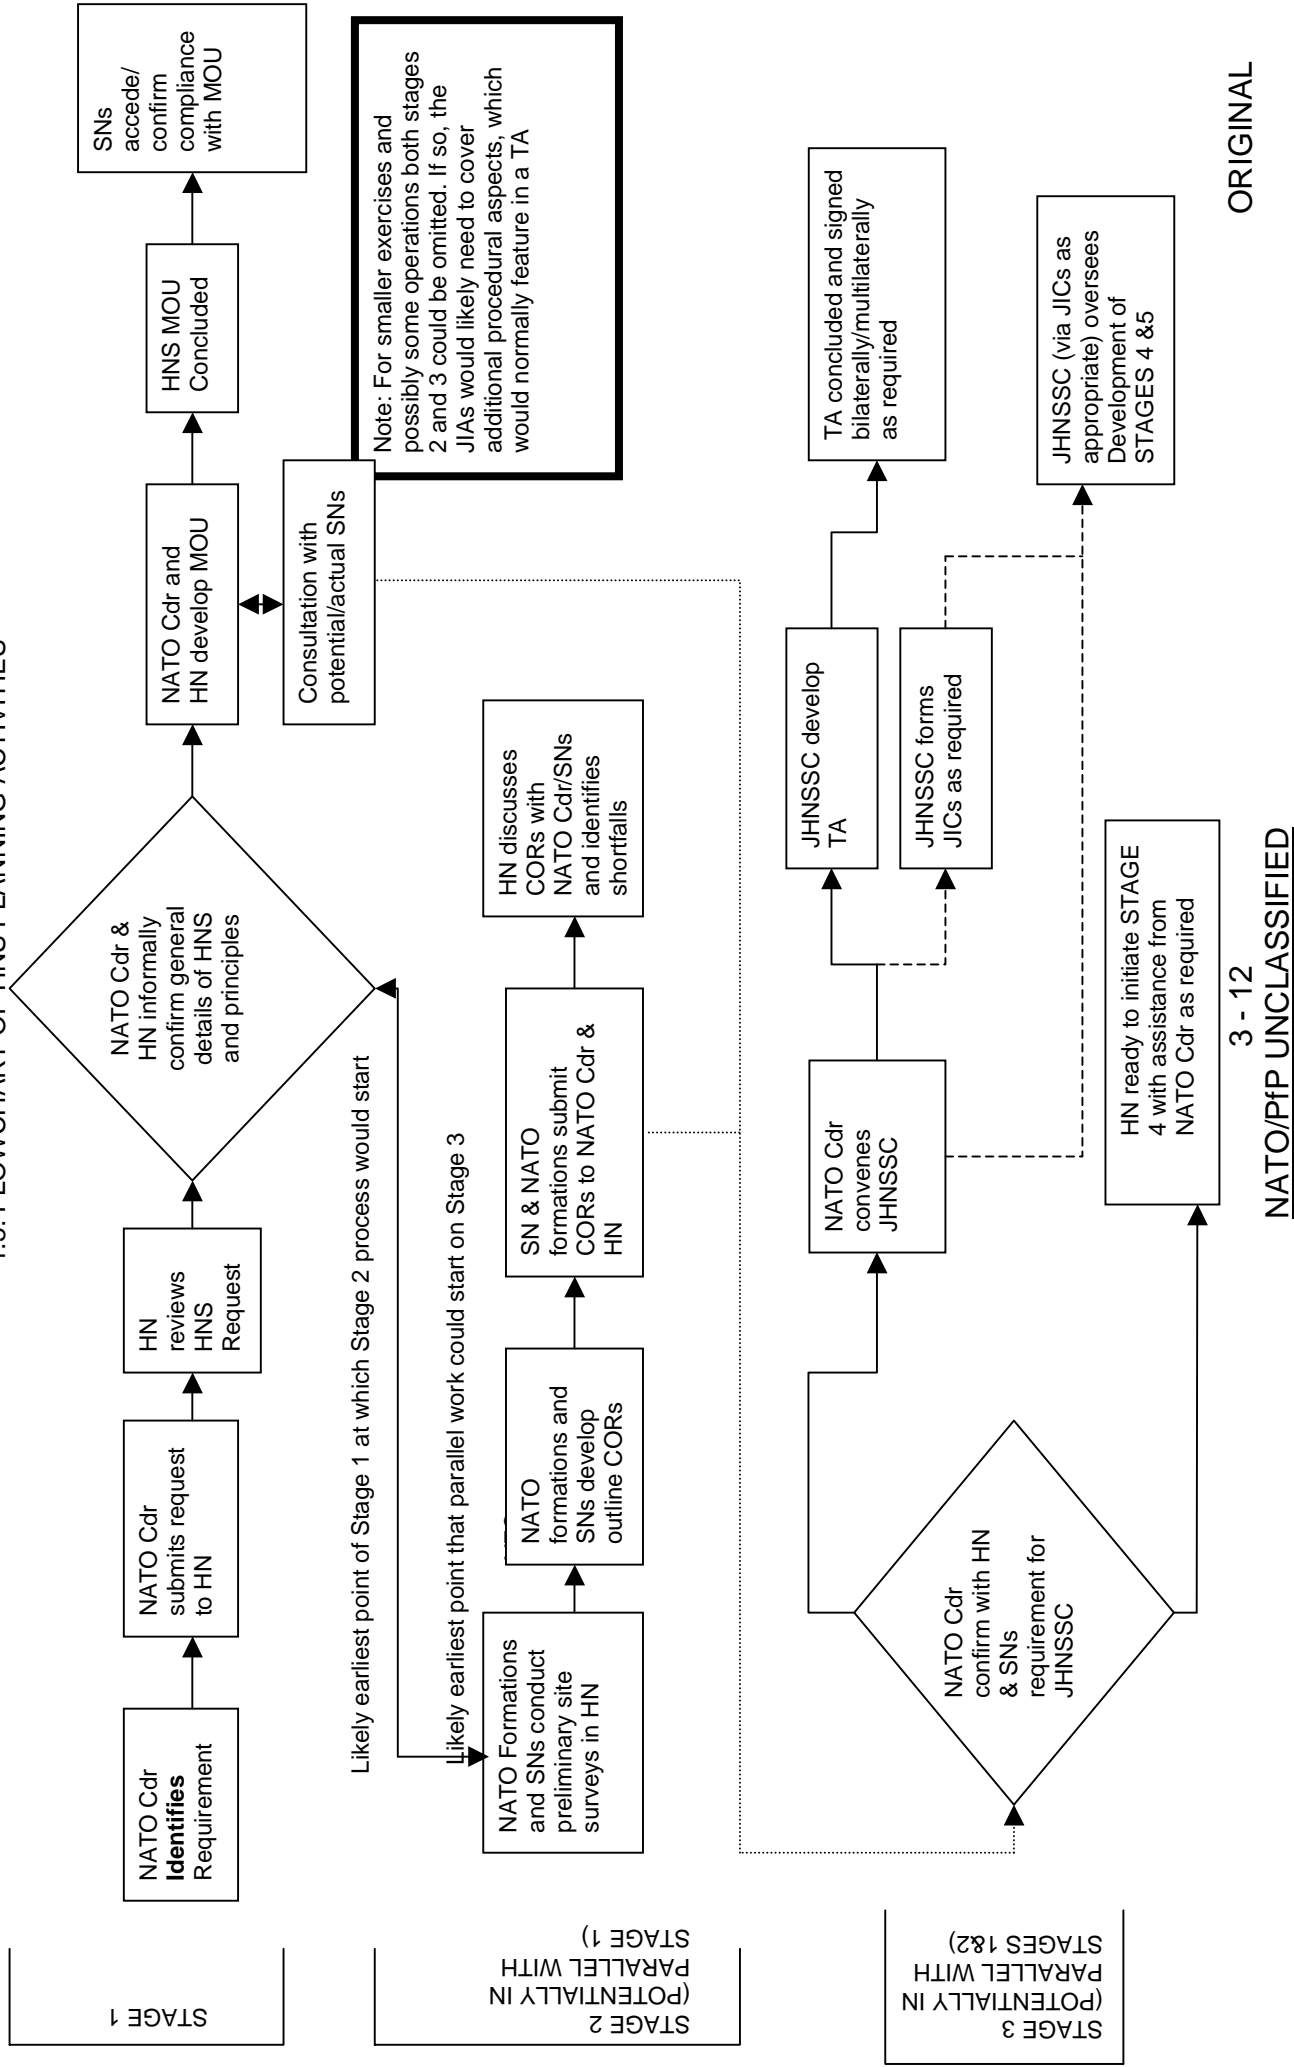 STAGE 1
NATO Cdr
Identifies
Requirement
NATO Cdr
submits request
to HN
HN
reviews
HNS
Request
NATO Cdr &
HN informally
confirm general
details of HNS
and principles
NATO Cdr and
HN develop MOU
HNS MOU
Concluded
SNs
accede/
confirm
compliance
with MOU
Consultation with
potential/actual SNs
Note: For smaller exercises and
possibly some operations both stages
2 and 3 could be omitted. If so, the
JIAs would likely need to cover
additional procedural aspects, which
would normally feature in a TA
Likely earliest point of Stage 1 at which Stage 2 process would start
Likely earliest point that parallel work could start on Stage 3
STAGE 2
(POTENTIALLY IN
PARALLEL WITH
STAGE 1)
NATO Formations
and SNs conduct
preliminary site
surveys in HN
NATO
formations and
SNs develop
outline CORs
SN & NATO
formations submit
CORs to NATO Cdr &
HN
HN discusses
CORs with
NATO Cdr/SNs
and identifies
shortfalls
STAGE 3
(POTENTIALLY IN
PARALLEL WITH
STAGES 1&2)
NATO Cdr
confirm with HN
& SNs
requirement for
JHNSSC
NATO Cdr
convenes
JHNSSC
JHNSSC develop
TA
TA concluded and signed
bilaterally/multilaterally
as required
JHNSSC forms
JICs as required
JHNSSC (via JICs as
appropriate) oversees
Development of
STAGES 4 &5
HN ready to initiate STAGE
4 with assistance from
NATO Cdr as required
3 - 12
NATO/PfP UNCLASSIFIED
ORIGINAL